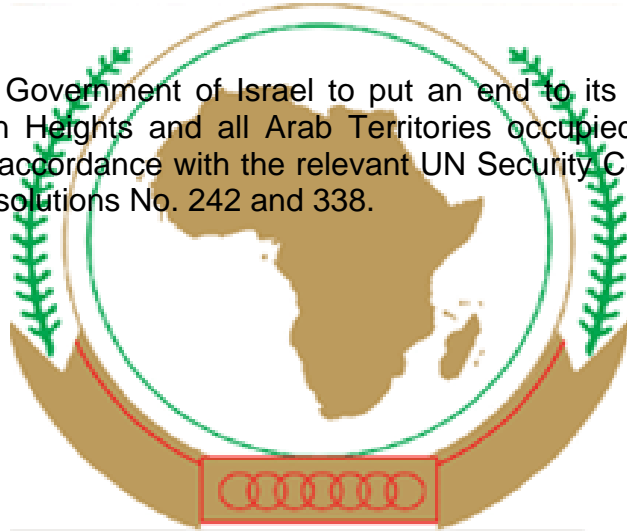 Government of Israel to put an end to its
Heights and all Arab Territories occupied
accordance with the relevant UN Security
No. 242 and 338.